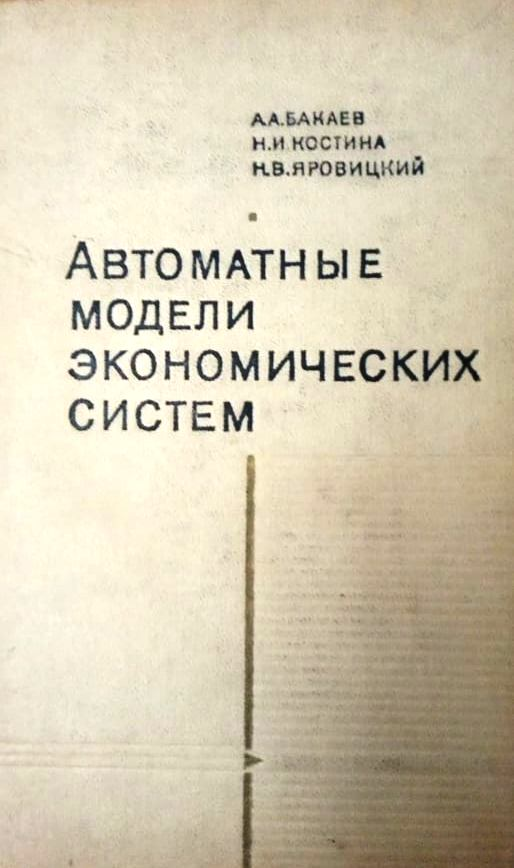 А.А.БАКАЕВ
Н.И.КОСТИНА
Н.В.ЯРОВИЦКИЙ
АВТОМАТНЫЕ
МОДЕЛИ
ЭКОНОМИЧЕСКИХ
СИСТЕМ